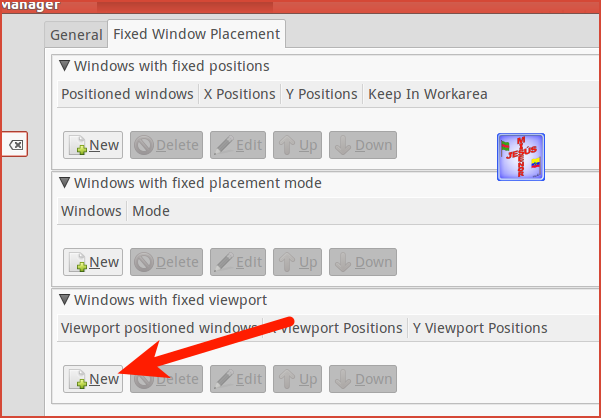 Manager
General Fixed Window Placement
Windows with fixed positions
Positioned windows X Positions Y Positions Keep In Workarea
New Delete Edit Up Down
JESÚS
Windows with fixed placement mode
Windows Mode
New Delete Edit Up Down
Windows with fixed viewport
Viewport positioned windows Viewport Positions Y Viewport Positions
New Delete Edit Up Down